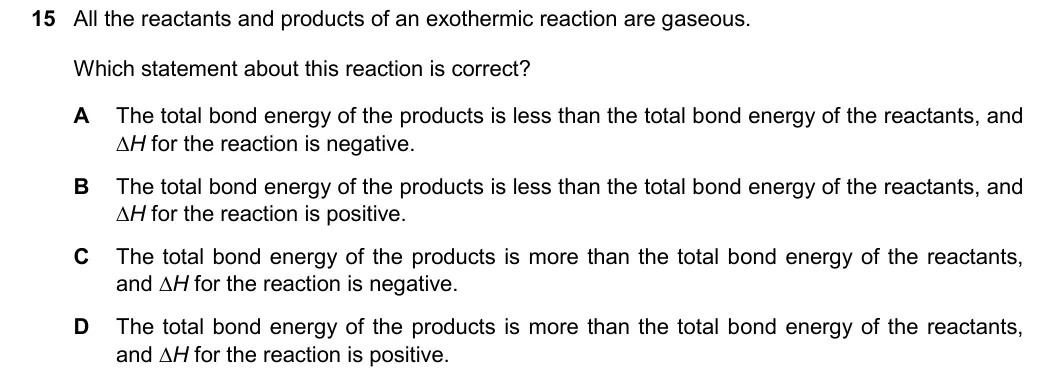 15 All the reactants and products of an exothermic reaction are gaseous.
Which statement about this reaction is correct?
A The total bond energy of the products is less than the total bond energy of the reactants, and
ΔH for the reaction is negative.
B The total bond energy of the products is less than the total bond energy of the reactants, and
ΔH for the reaction is positive.
C The total bond energy of the products is more than the total bond energy of the reactants,
and ΔH for the reaction is negative.
D The total bond energy of the products is more than the total bond energy of the reactants,
and ΔH for the reaction is positive.